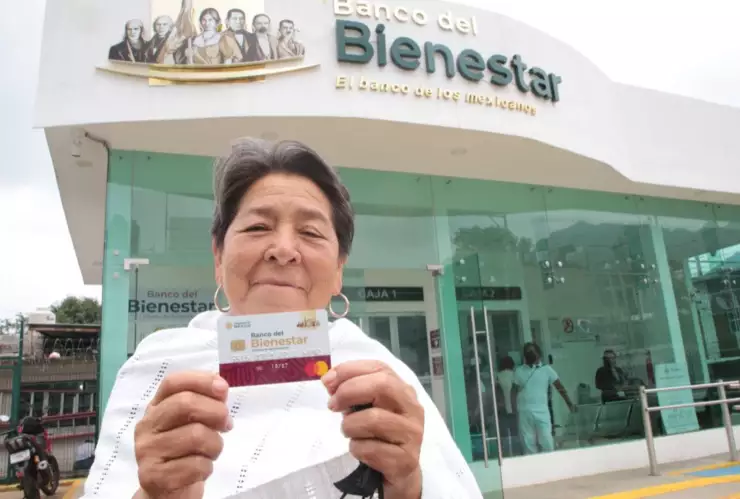 Banco del
Bienestar
El banco de los mexicanos
Banco del
Bienestar
CAJA 1
CAJA 2
Banco del
Bienestar